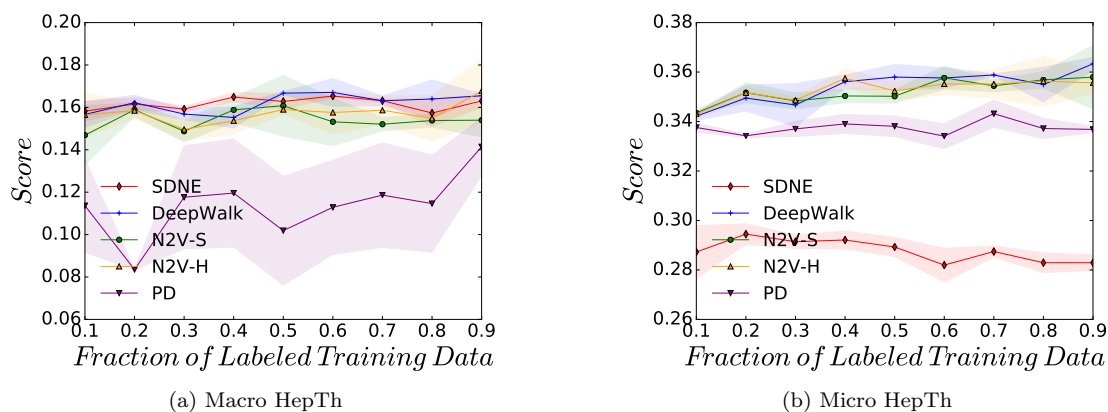 0.20
0.18
0.16
0.14
0.12
0.10
0.08
0.06
Score
SDNE
DeepWalk
N2V-S
N2V-H
PD
0.1 0.2 0.3 0.4 0.5 0.6 0.7 0.8 0.9
Fraction of Labeled Training Data
(a) Macro HepTh
0.38
0.36
0.34
0.32
0.30
0.28
0.26
Score
SDNE
DeepWalk
N2V-S
N2V-H
PD
0.1 0.2 0.3 0.4 0.5 0.6 0.7 0.8 0.9
Fraction of Labeled Training Data
(b) Micro HepTh